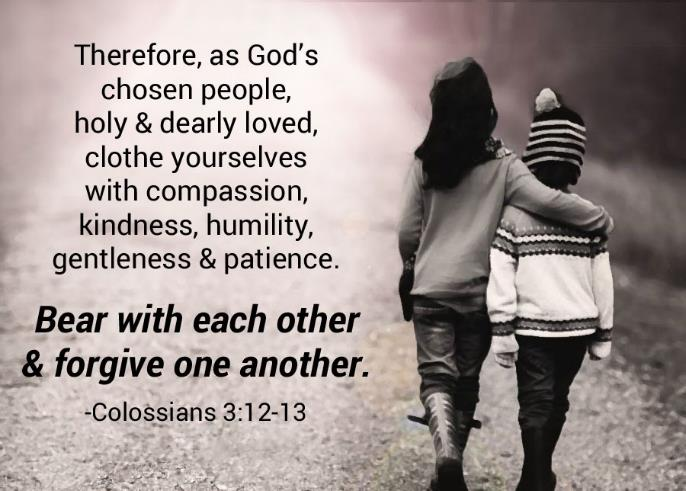 Therefore, as God’s
chosen people,
holy & dearly loved,
clothe yourselves
with compassion,
kindness, humility,
gentleness & patience.
Bear with each other
& forgive one another.
-Colossians 3:12-13